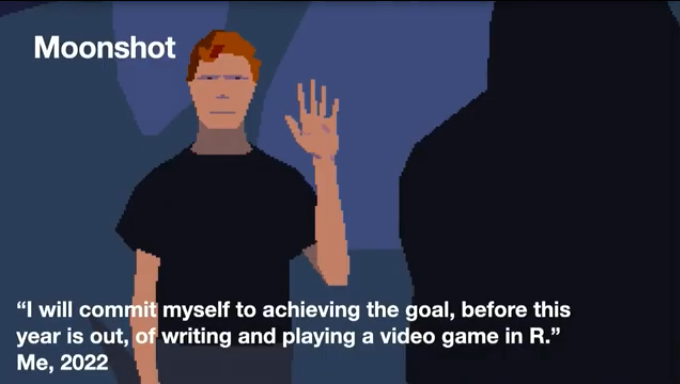 Moonshot
“I will commit myself to achieving the goal, before this
year is out, of writing and playing a video game in R.”
Me, 2022